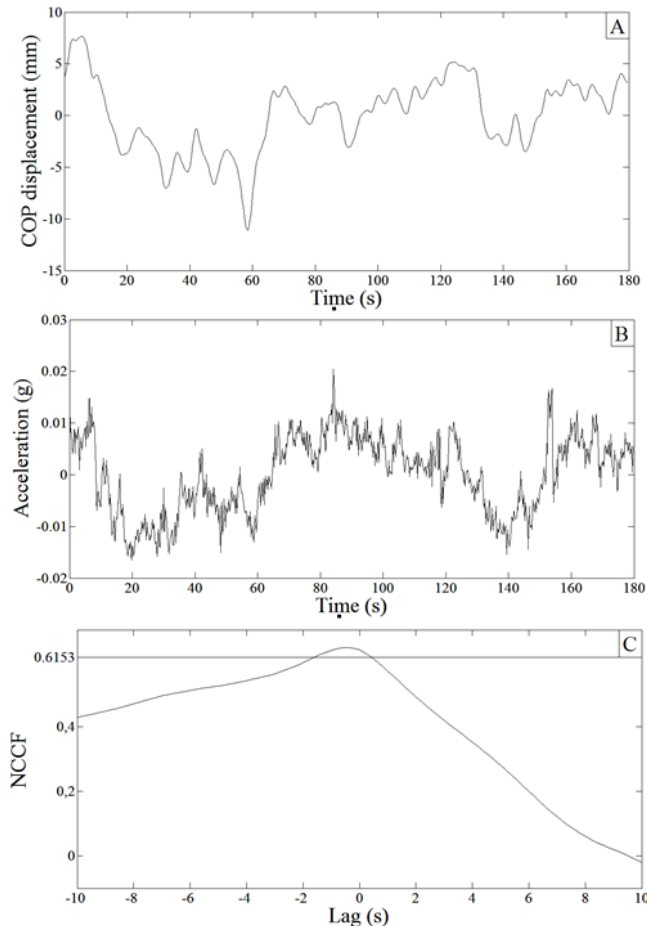 A
COP displacement (mm)
10
5
0
-5
-10
-15
0 20 40 60 80 100 120 140 160 180
Time (s)
B
Acceleration (g)
0.03
0.02
0.01
0
-0.01
-0.02
0 20 40 60 80 100 120 140 160 180
Time (s)
C
NCCF
0.6153
0,4
0,2
0
-10 -8 -6 -4 -2 0 2 4 6 8 10
Lag (s)